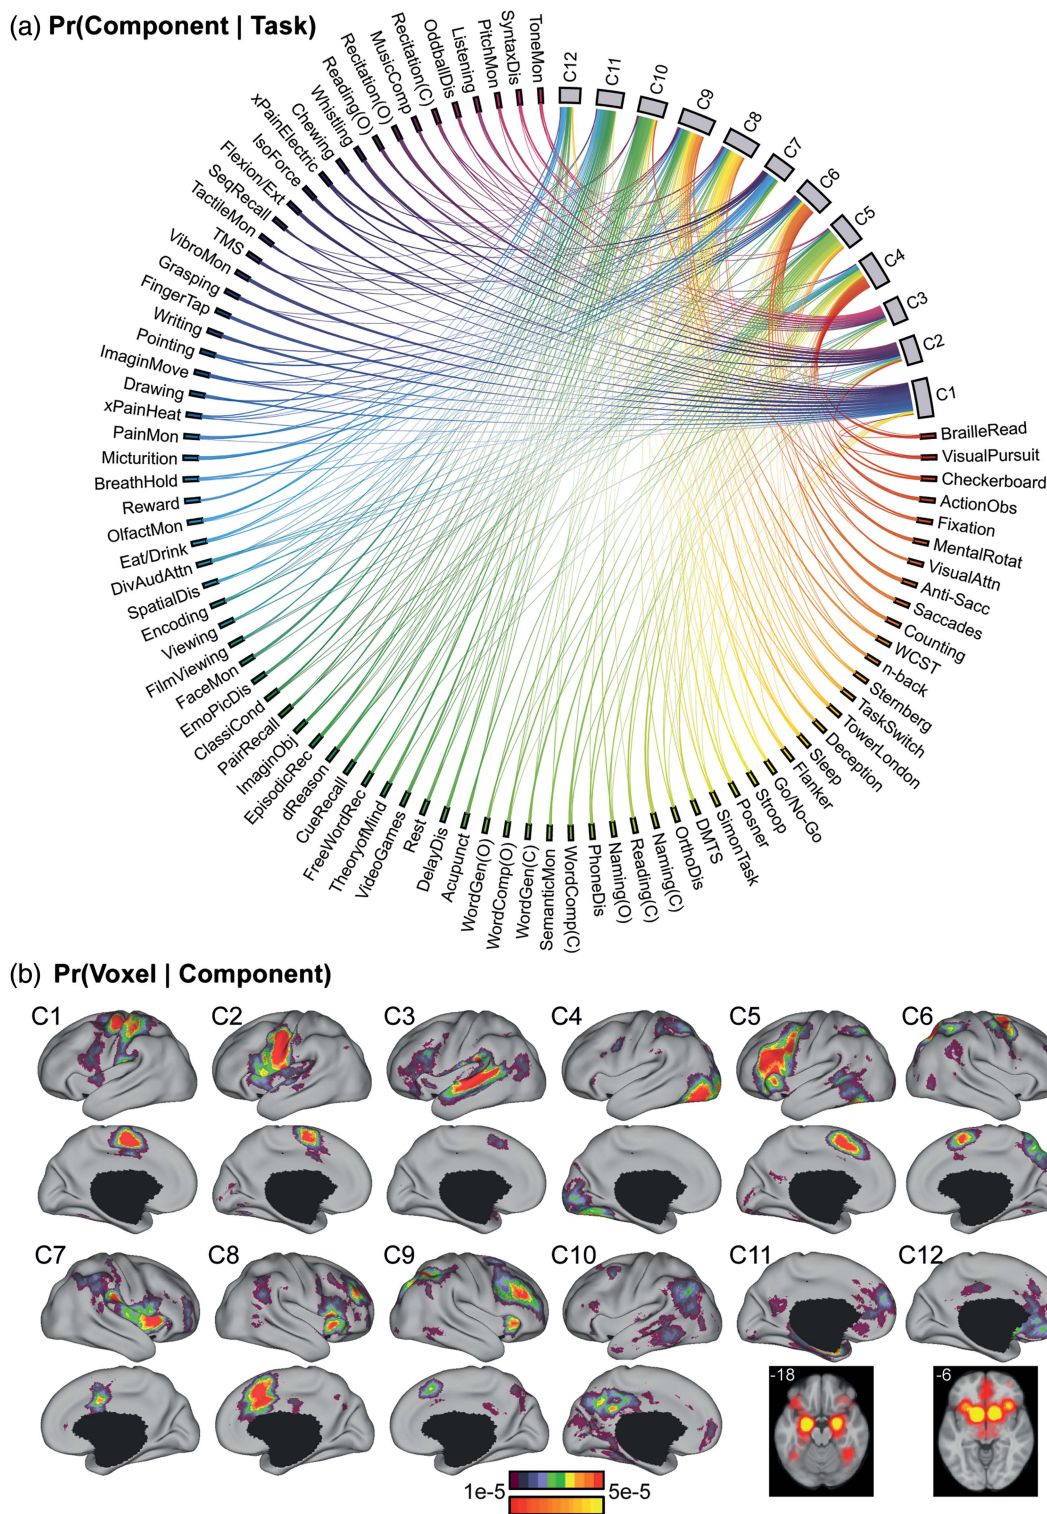 (a) Pr(Component | Task)
ToneMon
SyntaxDis
PitchMon
Listening
OddballDis
Recitation(C)
MusicComp
Recitation(O)
Reading(O)
Whistling
Chewing
xPainElectric
IsoForce
Flexion/Ext
SeqRecall
TactileMon
TMS
VibroMon
Grasping
FingerTap
Writing
Pointing
ImaginMove
Drawing
xPainHeat
PainMon
Micturition
BreathHold
Reward
OlfactMon
Eat/Drink
DivAudAttn
SpatialDis
Encoding
Viewing
FilmViewing
FaceMon
EmoPicDis
ClassiCond
PairRecall
ImaginObj
EpisodicRec
dReason
CueRecall
FreeWordRec
TheoryofMind
VideoGames
Rest
DelayDis
Acupunct
WordGen(O)
WordComp(O)
WordGen(C)
SemanticMon
WordComp(C)
PhoneDis
Naming(O)
Reading(C)
Naming(C)
OrthoDis
DMTS
SimonTask
Posner
Stroop
Go/No-Go
Flanker
Sleep
Deception
TowerLondon
TaskSwitch
Sternberg
n-back
WCST
Counting
Saccades
Anti-Sacc
VisualAttn
MentalRotat
Fixation
ActionObs
Checkerboard
VisualPursuit
BrailleRead
C1
C2
C3
C4
C5
C6
C7
C8
C9
C10
C11
C12
(b) Pr(Voxel | Component)
C1 C2 C3 C4 C5 C6
C7 C8 C9 C10 C11 C12
-18 -6
1e-5 5e-5